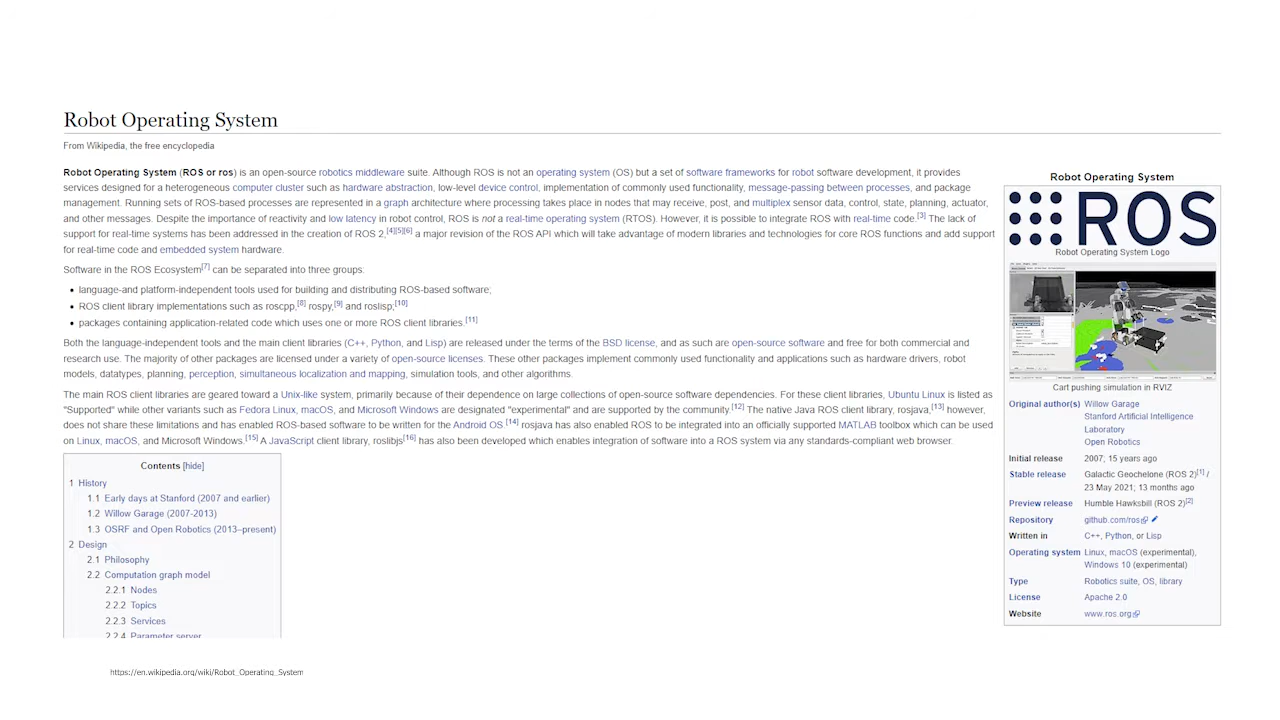 Robot Operating System
From Wikipedia, the free encyclopedia
Robot Operating System (ROS or ros) is an open-source robotics middleware suite. Although ROS is not an operating system (OS) but a set of software frameworks for robot software development, it provides
services designed for a heterogeneous computer cluster such as hardware abstraction, low-level device control, implementation of commonly used functionality, message-passing between processes, and package
management. Running sets of ROS-based processes are represented in a graph architecture where processing takes place in nodes that may receive, post, and multiplex sensor data, control, state, planning, actuator,
and other messages. Despite the importance of reactivity and low latency in robot control, ROS is not a real-time operating system (RTOS). However, it is possible to integrate ROS with real-time code.[3] The lack of
support for real-time systems has been addressed in the creation of ROS 2,[4][5][6] a major revision of the ROS API which will take advantage of modern libraries and technologies for core ROS functions and add support
for real-time code and embedded system hardware.
Software in the ROS Ecosystem[7] can be separated into three groups:
• language-and platform-independent tools used for building and distributing ROS-based software;
• ROS client library implementations such as roscpp,[8] rospy,[9] and roslisp;[10]
• packages containing application-related code which uses one or more ROS client libraries.[11]
Both the language-independent tools and the main client libraries (C++, Python, and Lisp) are released under the terms of the BSD license, and as such are open-source software and free for both commercial and
research use. The majority of other packages are licensed under a variety of open-source licenses. These other packages implement commonly used functionality and applications such as hardware drivers, robot
models, datatypes, planning, perception, simultaneous localization and mapping, simulation tools, and other algorithms.
The main ROS client libraries are geared toward a Unix-like system, primarily because of their dependence on large collections of open-source software dependencies. For these client libraries, Ubuntu Linux is listed as
"Supported" while other variants such as Fedora Linux, macOS, and Microsoft Windows are designated "experimental" and are supported by the community.[12] The native Java ROS client library, rosjava,[13] however,
does not share these limitations and has enabled ROS-based software to be written for the Android OS.[14] rosjava has also enabled ROS to be integrated into an officially supported MATLAB toolbox which can be used
on Linux, macOS, and Microsoft Windows.[15] A JavaScript client library, roslibjs[16] has also been developed which enables integration of software into a ROS system via any standards-compliant web browser.
Contents [hide]
1 History
1.1 Early days at Stanford (2007 and earlier)
1.2 Willow Garage (2007-2013)
1.3 OSRF and Open Robotics (2013–present)
2 Design
2.1 Philosophy
2.2 Computation graph model
2.2.1 Nodes
2.2.2 Topics
2.2.3 Services
2.2.4 Parameter server
Robot Operating System
ROS
Robot Operating System Logo
Cart pushing simulation in RVIZ
Original author(s) Willow Garage
Stanford Artificial Intelligence
Laboratory
Open Robotics
Initial release 2007; 15 years ago
Stable release Galactic Geochelone (ROS 2)[1] /
23 May 2021; 13 months ago
Preview release Humble Hawksbill (ROS 2)[2]
Repository github.com/ros
Written in C++, Python, or Lisp
Operating system Linux, macOS (experimental),
Windows 10 (experimental)
Type Robotics suite, OS, library
License Apache 2.0
Website www.ros.org
https://en.wikipedia.org/wiki/Robot_Operating_System